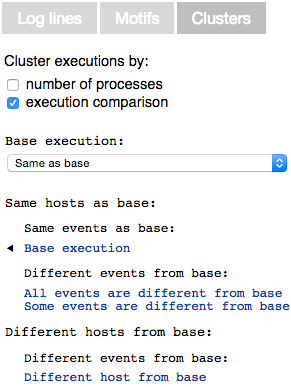 Log lines Motifs Clusters
Cluster executions by:
number of processes
execution comparison
Base execution:
Same as base
Same hosts as base:
Same events as base:
Base execution
Different events from base:
All events are different from base
Some events are different from base
Different hosts from base:
Different events from base:
Different host from base